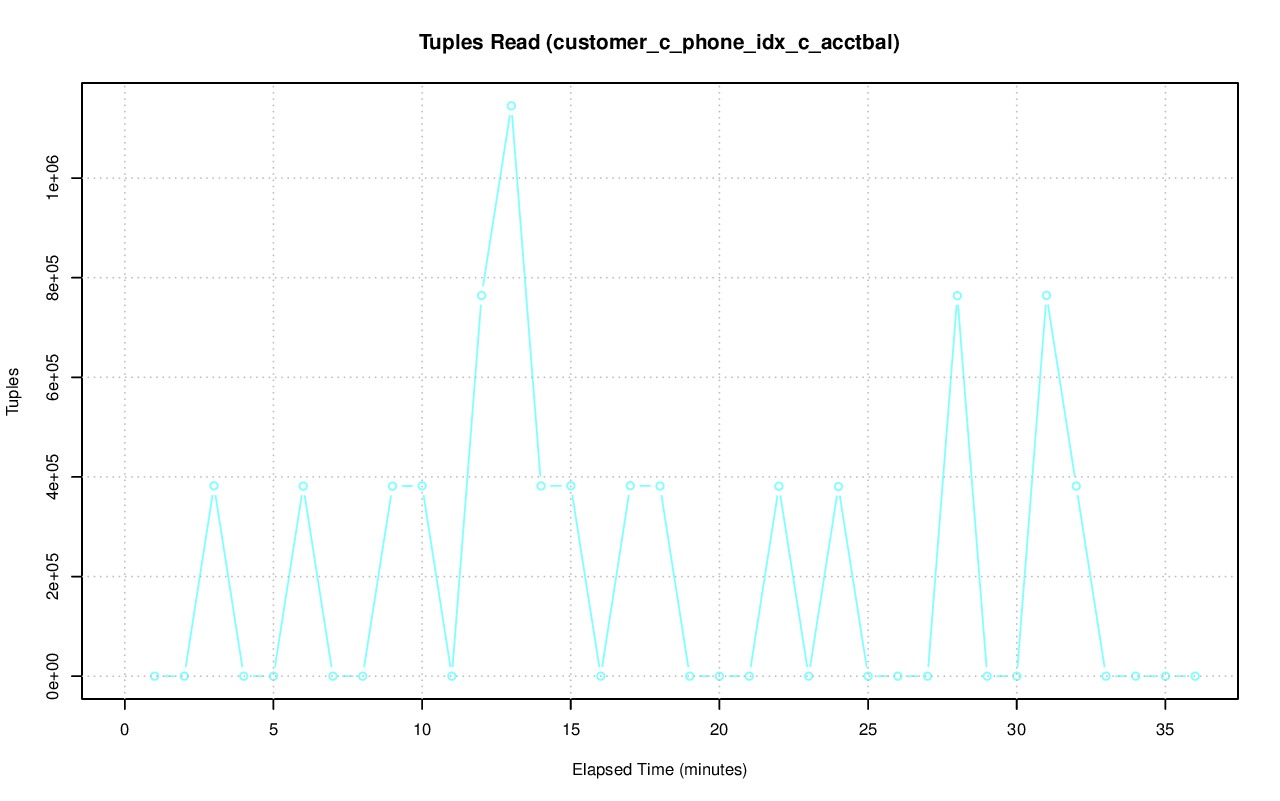 Tuples Read (customer_c_phone_idx_c_acctbal)
Tuples
1e+06
8e+05
6e+05
4e+05
2e+05
0e+00
0 5 10 15 20 25 30 35
Elapsed Time (minutes)